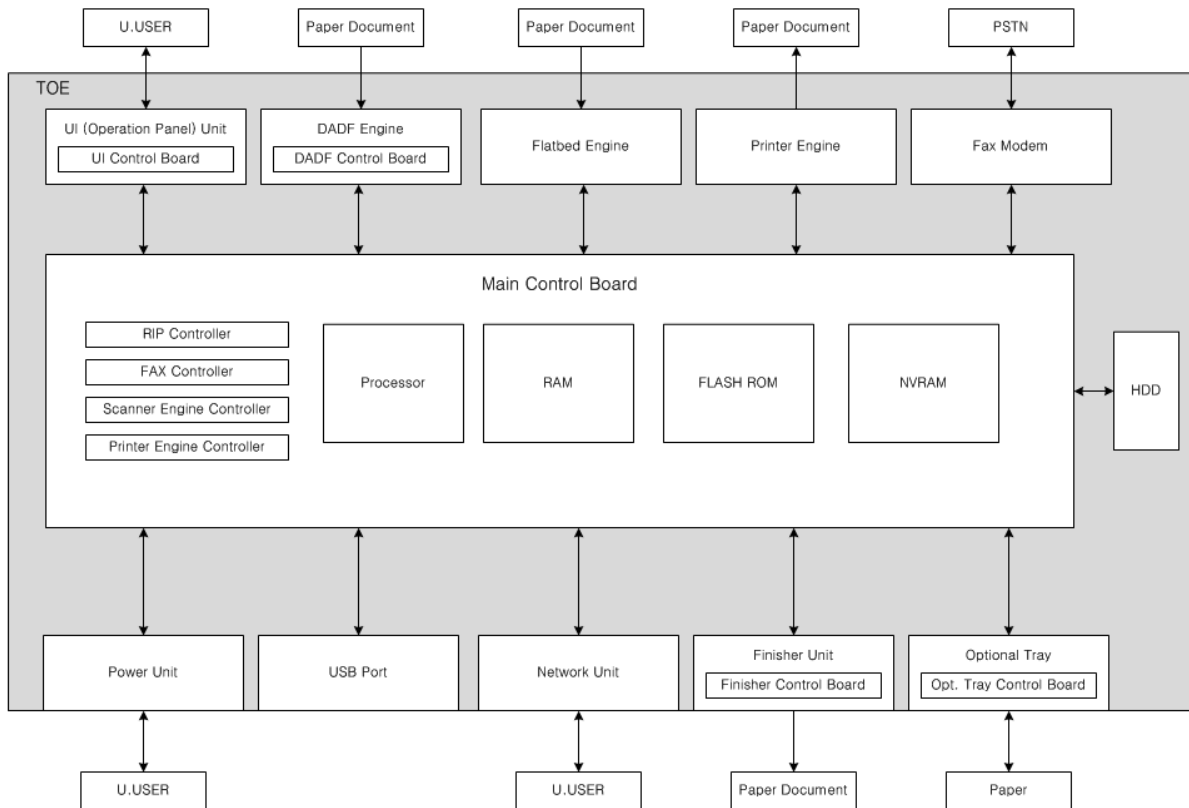 U.USER
Paper Document
Paper Document
Paper Document
PSTN
TOE
UI (Operation Panel) Unit
UI Control Board
DADF Engine
DADF Control Board
Flatbed Engine
Printer Engine
Fax Modem
Main Control Board
RIP Controller
FAX Controller
Scanner Engine Controller
Printer Engine Controller
Processor
RAM
FLASH ROM
NVRAM
HDD
Power Unit
USB Port
Network Unit
Finisher Unit
Finisher Control Board
Optional Tray
Opt. Tray Control Board
U.USER
U.USER
Paper Document
Paper